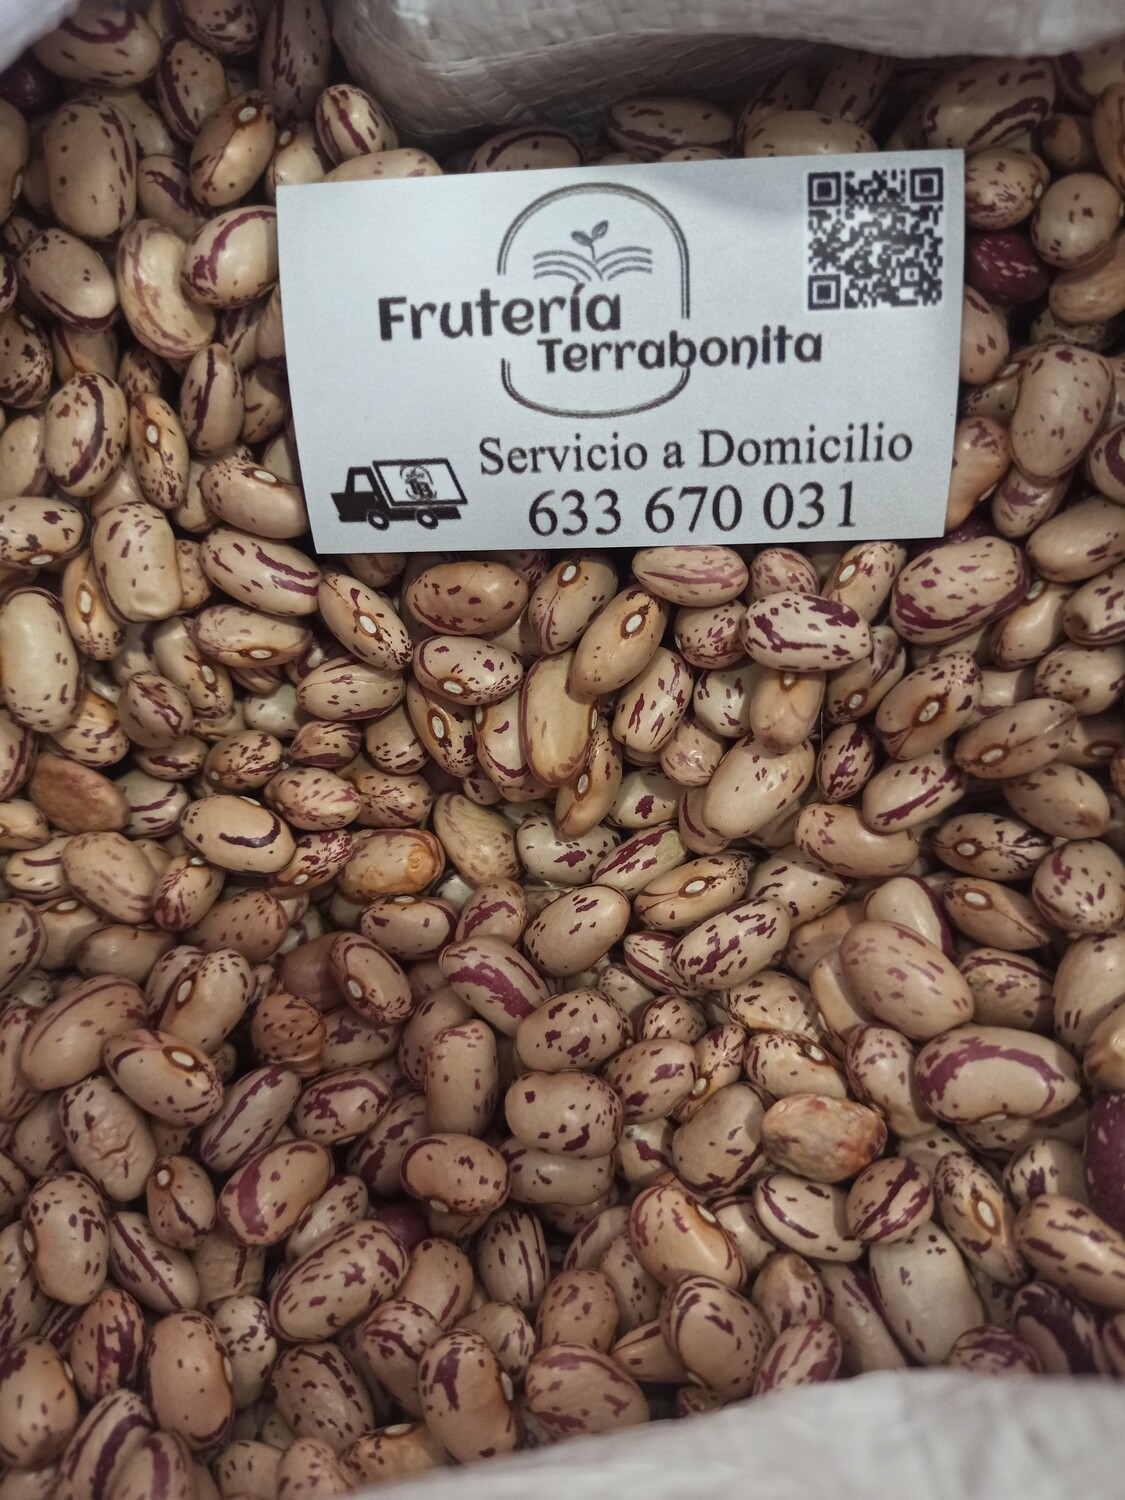 Frutería
Terrabonita
Servicio a Domicilio
633 670 031